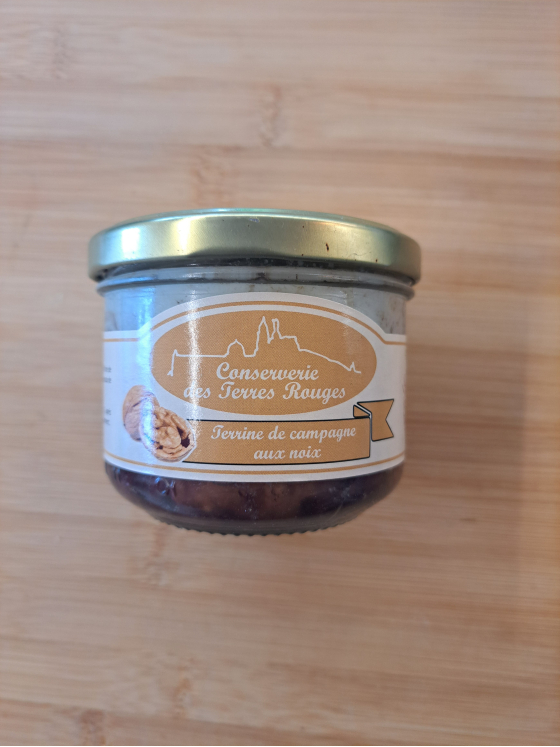 Conserverie
des Terres Rouges
Terrine de campagne
aux noix